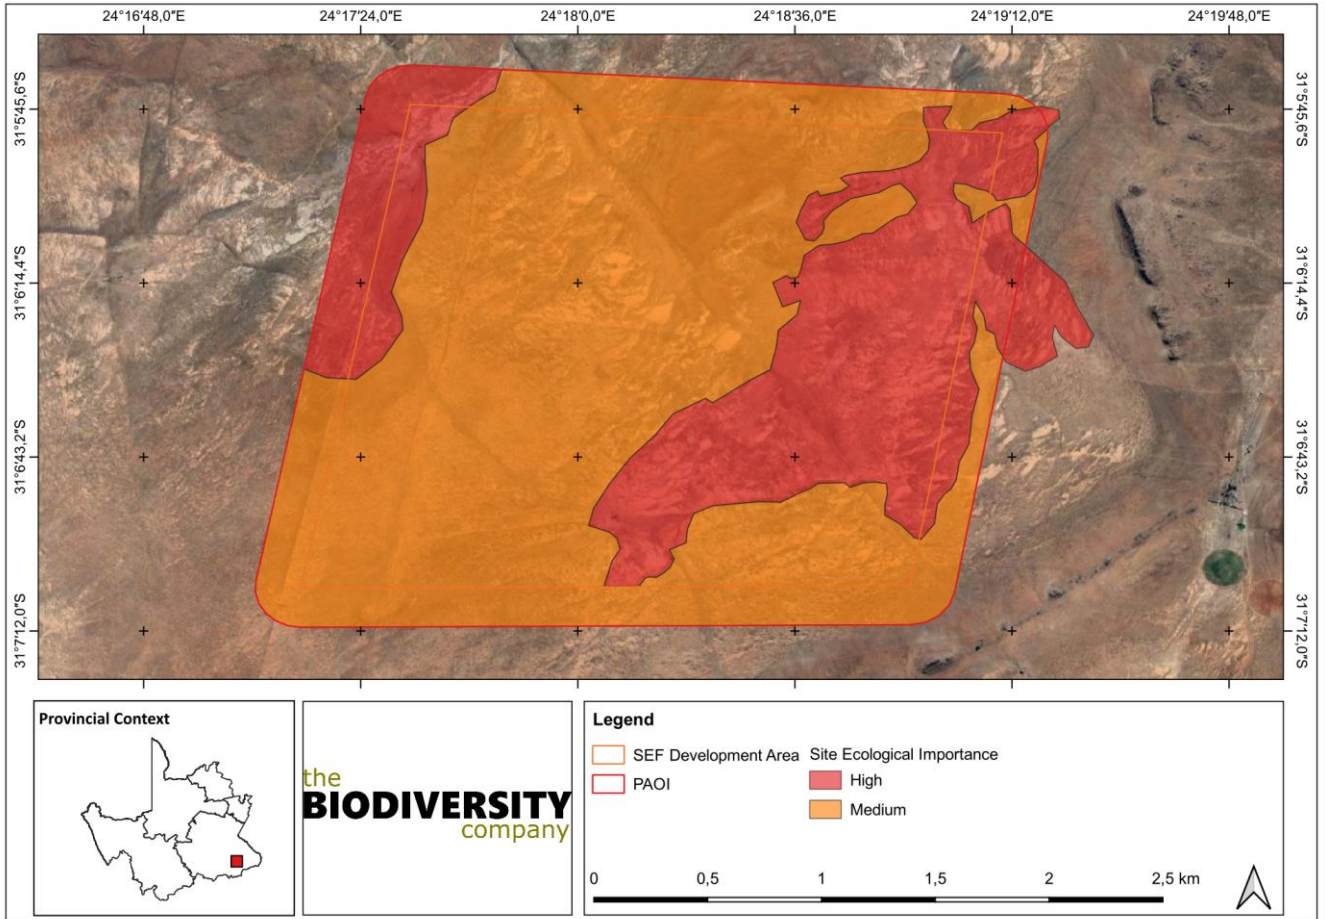 24°16'48,0"E 24°17'24,0"E 24°18'0,0"E 24°18'36,0"E 24°19'12,0"E 24°19'48,0"E
31°5'45,6"S 31°5'45,6"S
31°6'14,4"S 31°6'14,4"S
31°6'43,2"S 31°6'43,2"S
31°7'12,0"S 31°7'12,0"S
Provincial Context
the
BIODIVERSITY
company
Legend
SEF Development Area
PAOI
Site Ecological Importance
High
Medium
0 0,5 1 1,5 2 2,5 km